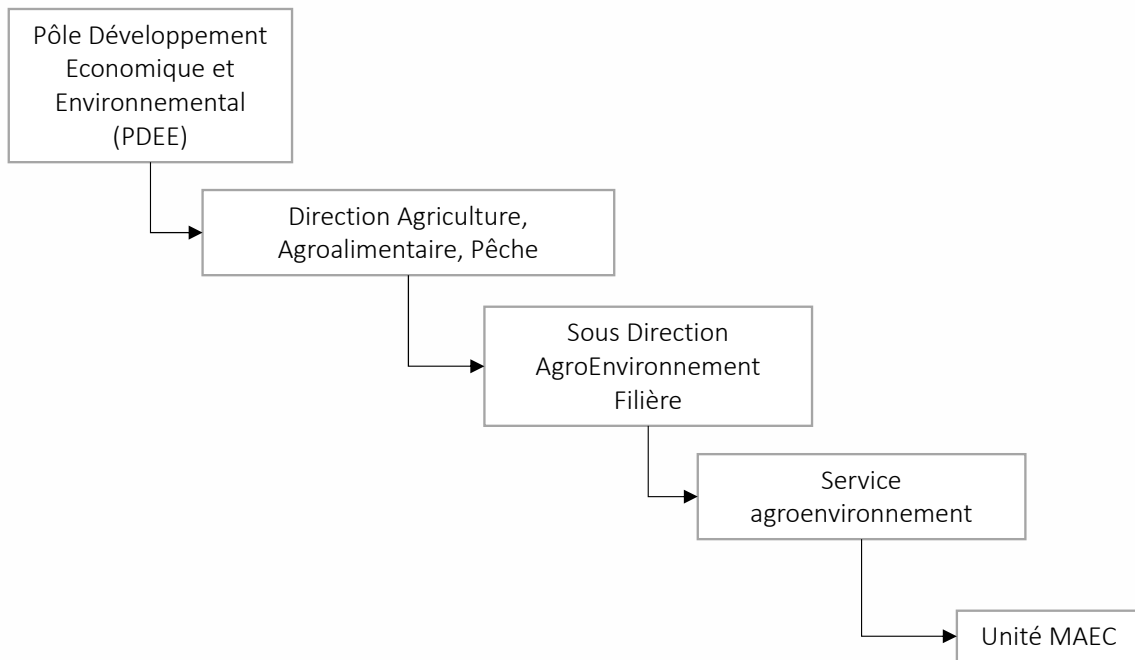 Pôle Développement
Economique et
Environnemental
(PDEE)
Direction Agriculture,
Agroalimentaire, Pêche
Sous Direction
AgroEnvironnement
Filière
Service
agroenvironnement
Unité MAEC